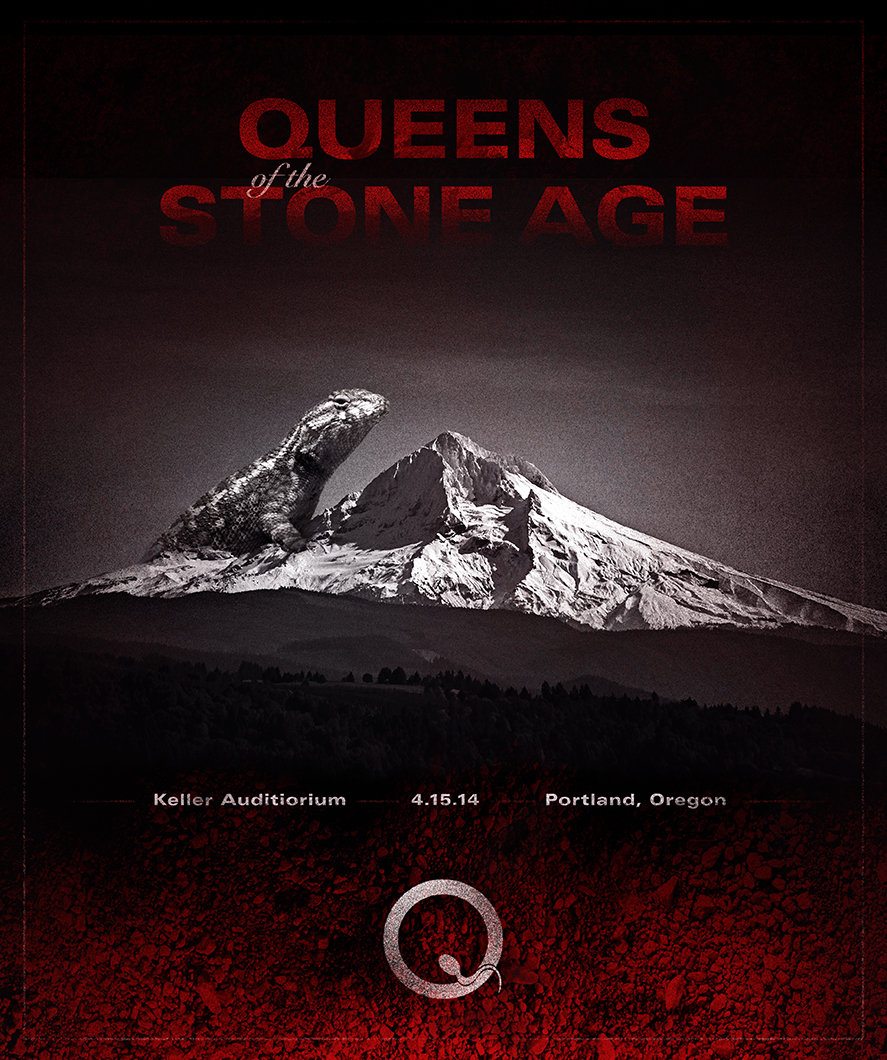 QUEENS
of the
STONE AGE
Keller Auditiorium 4.15.14 Portland, Oregon
Q